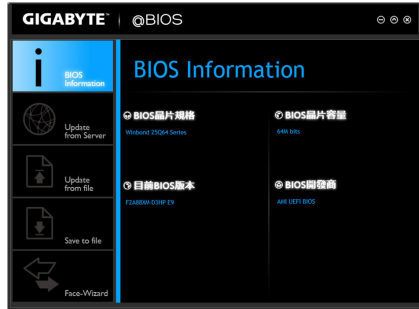 GIGABYTE™ @BIOS
BIOS
Information
BIOS Information
Update
from Server
BIOS晶片規格
Winbond 25Q64 Series
BIOS晶片容量
64M bits
Update
from file
目前BIOS版本
F2A88XM-D3HP E9
BIOS開發商
AMI UEFI BIOS
Save to file
Face-Wizard